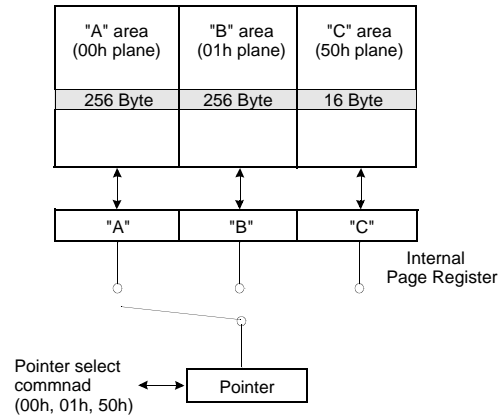 "A" area
(00h plane)
"B" area
(01h plane)
"C" area
(50h plane)
256 Byte
256 Byte
16 Byte
"A"
"B"
"C"
Internal
Page Register
Pointer select
commnad
(00h, 01h, 50h)
Pointer